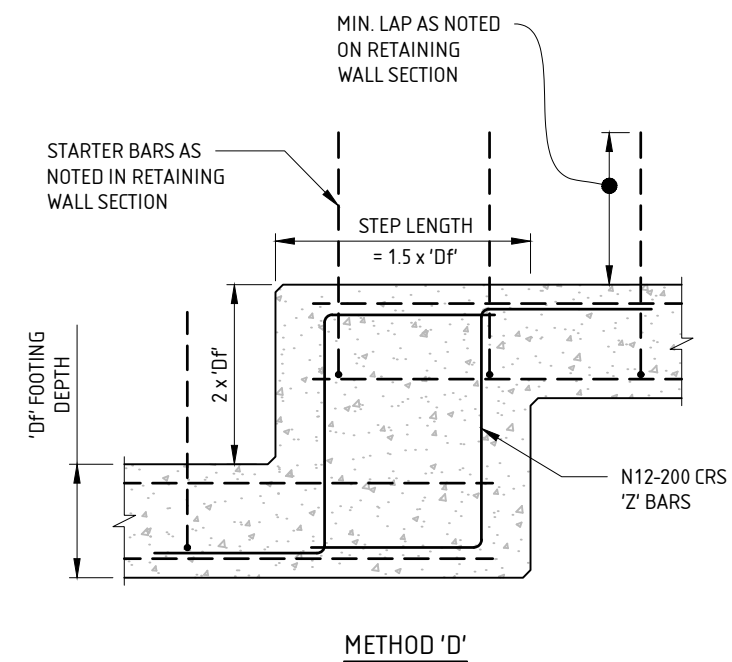 MIN. LAP AS NOTED
ON RETAINING
WALL SECTION
STARTER BARS AS
NOTED IN RETAINING
WALL SECTION
STEP LENGTH
= 1.5 x 'Df'
2 x 'Df'
'Df' FOOTING
DEPTH
N12-200 CRS
'Z' BARS
METHOD 'D'